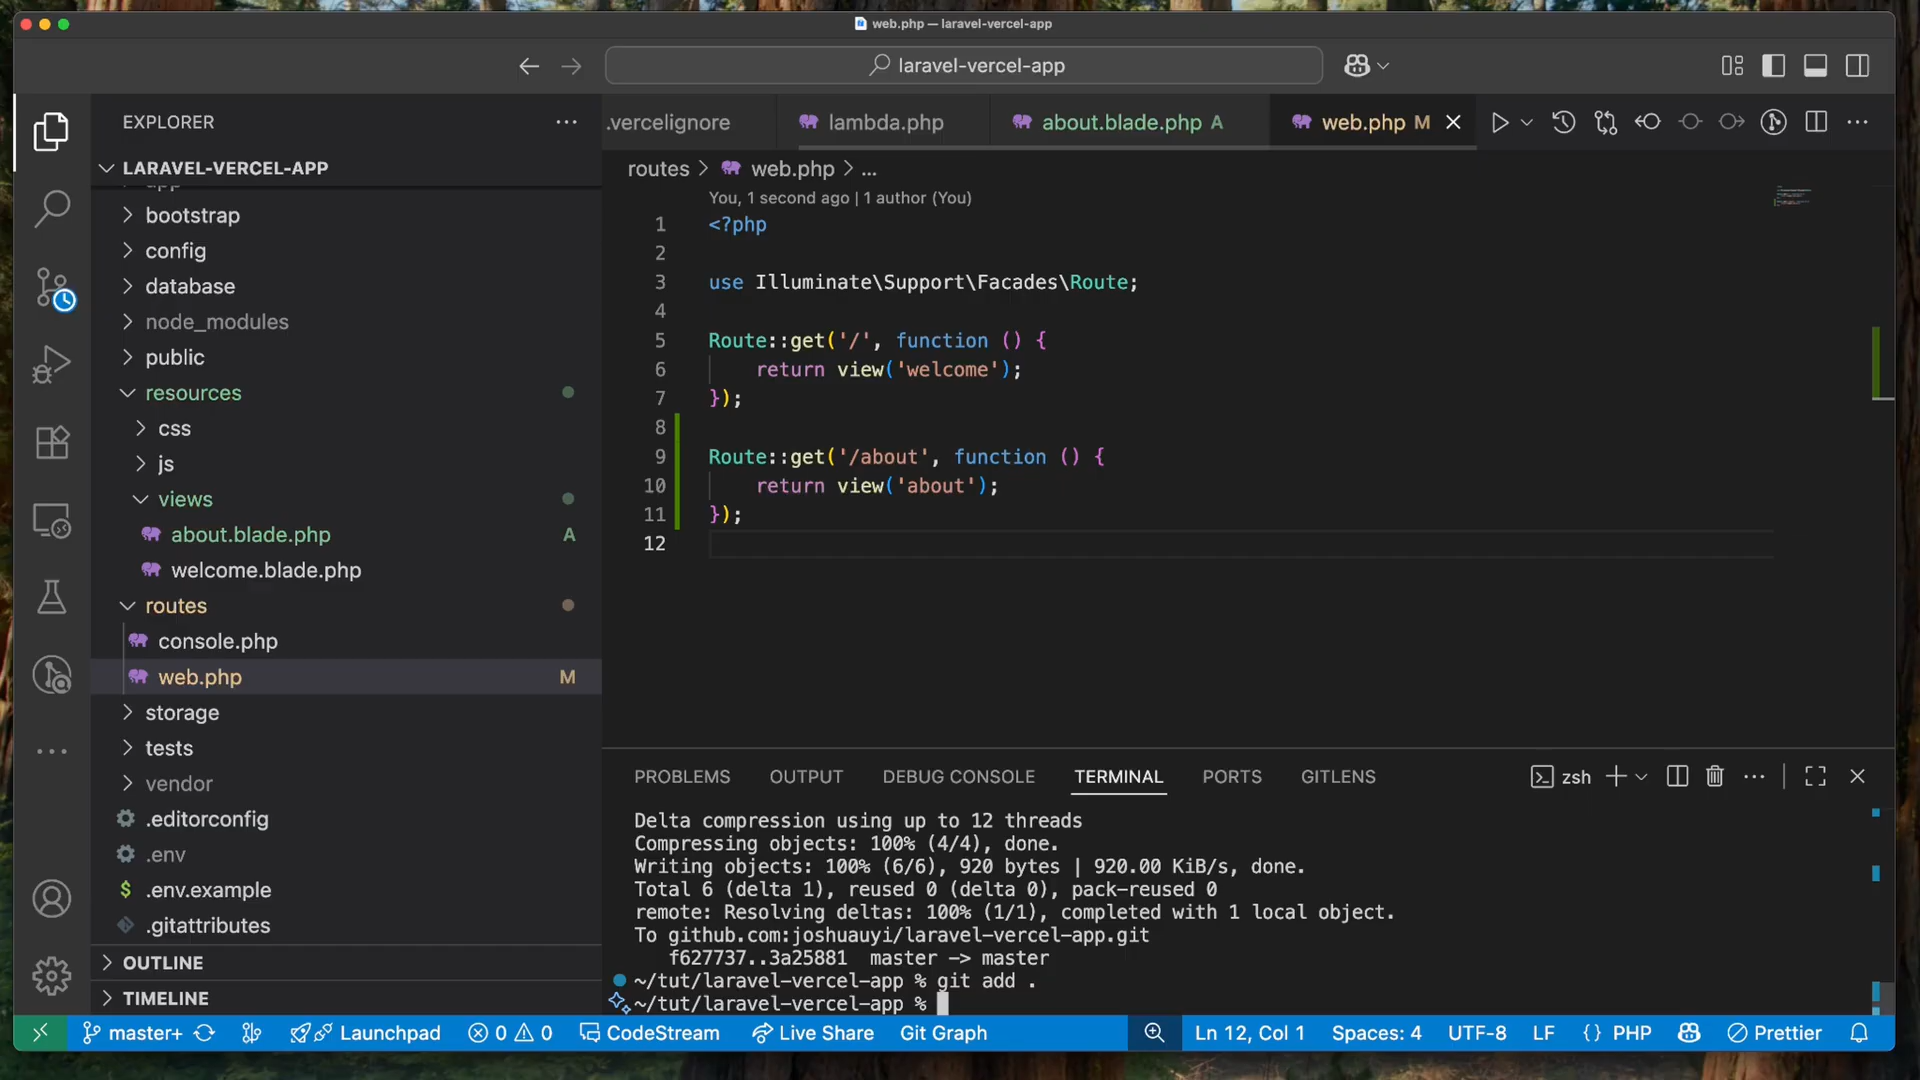 web.php — laravel-vercel-app
laravel-vercel-app
EXPLORER
LARAVEL-VERCEL-APP
app
bootstrap
config
database
node_modules
public
resources
css
js
views
about.blade.php A
welcome.blade.php
routes
console.php
web.php M
storage
tests
vendor
.editorconfig
.env
$ .env.example
.gitattributes
OUTLINE
TIMELINE
.vercelignore
lambda.php
about.blade.php A
web.php M
routes > web.php > ...
You, 1 second ago | 1 author (You)
1 <?php
2
3 use Illuminate\Support\Facades\Route;
4
5 Route::get('/', function () {
6 return view('welcome');
7 });
8
9 Route::get('/about', function () {
10 return view('about');
11 });
12
PROBLEMS OUTPUT DEBUG CONSOLE TERMINAL PORTS GITLENS
zsh
Delta compression using up to 12 threads
Compressing objects: 100% (4/4), done.
Writing objects: 100% (6/6), 920 bytes | 920.00 KiB/s, done.
Total 6 (delta 1), reused 0 (delta 0), pack-reused 0
remote: Resolving deltas: 100% (1/1), completed with 1 local object.
To github.com:joshuauyi/laravel-vercel-app.git
f627737..3a25881 master -> master
~/tut/laravel-vercel-app % git add .
~/tut/laravel-vercel-app %
master+ Launchpad 0 0 CodeStream Live Share Git Graph Ln 12, Col 1 Spaces: 4 UTF-8 LF {} PHP Prettier